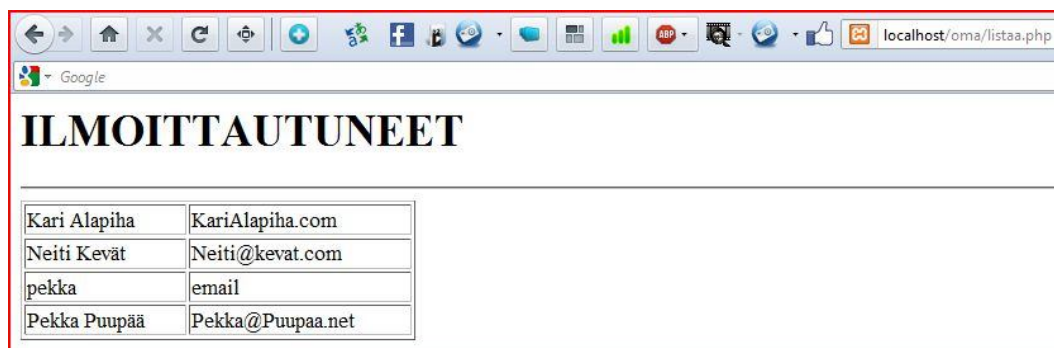 ABP
localhost/oma/listaa.php
Google
ILMOITTAUTUNEET
Kari Alapiha KariAlapiha.com
Neiti Kevät Neiti@kevat.com
pekka email
Pekka Puupää Pekka@Puupaa.net